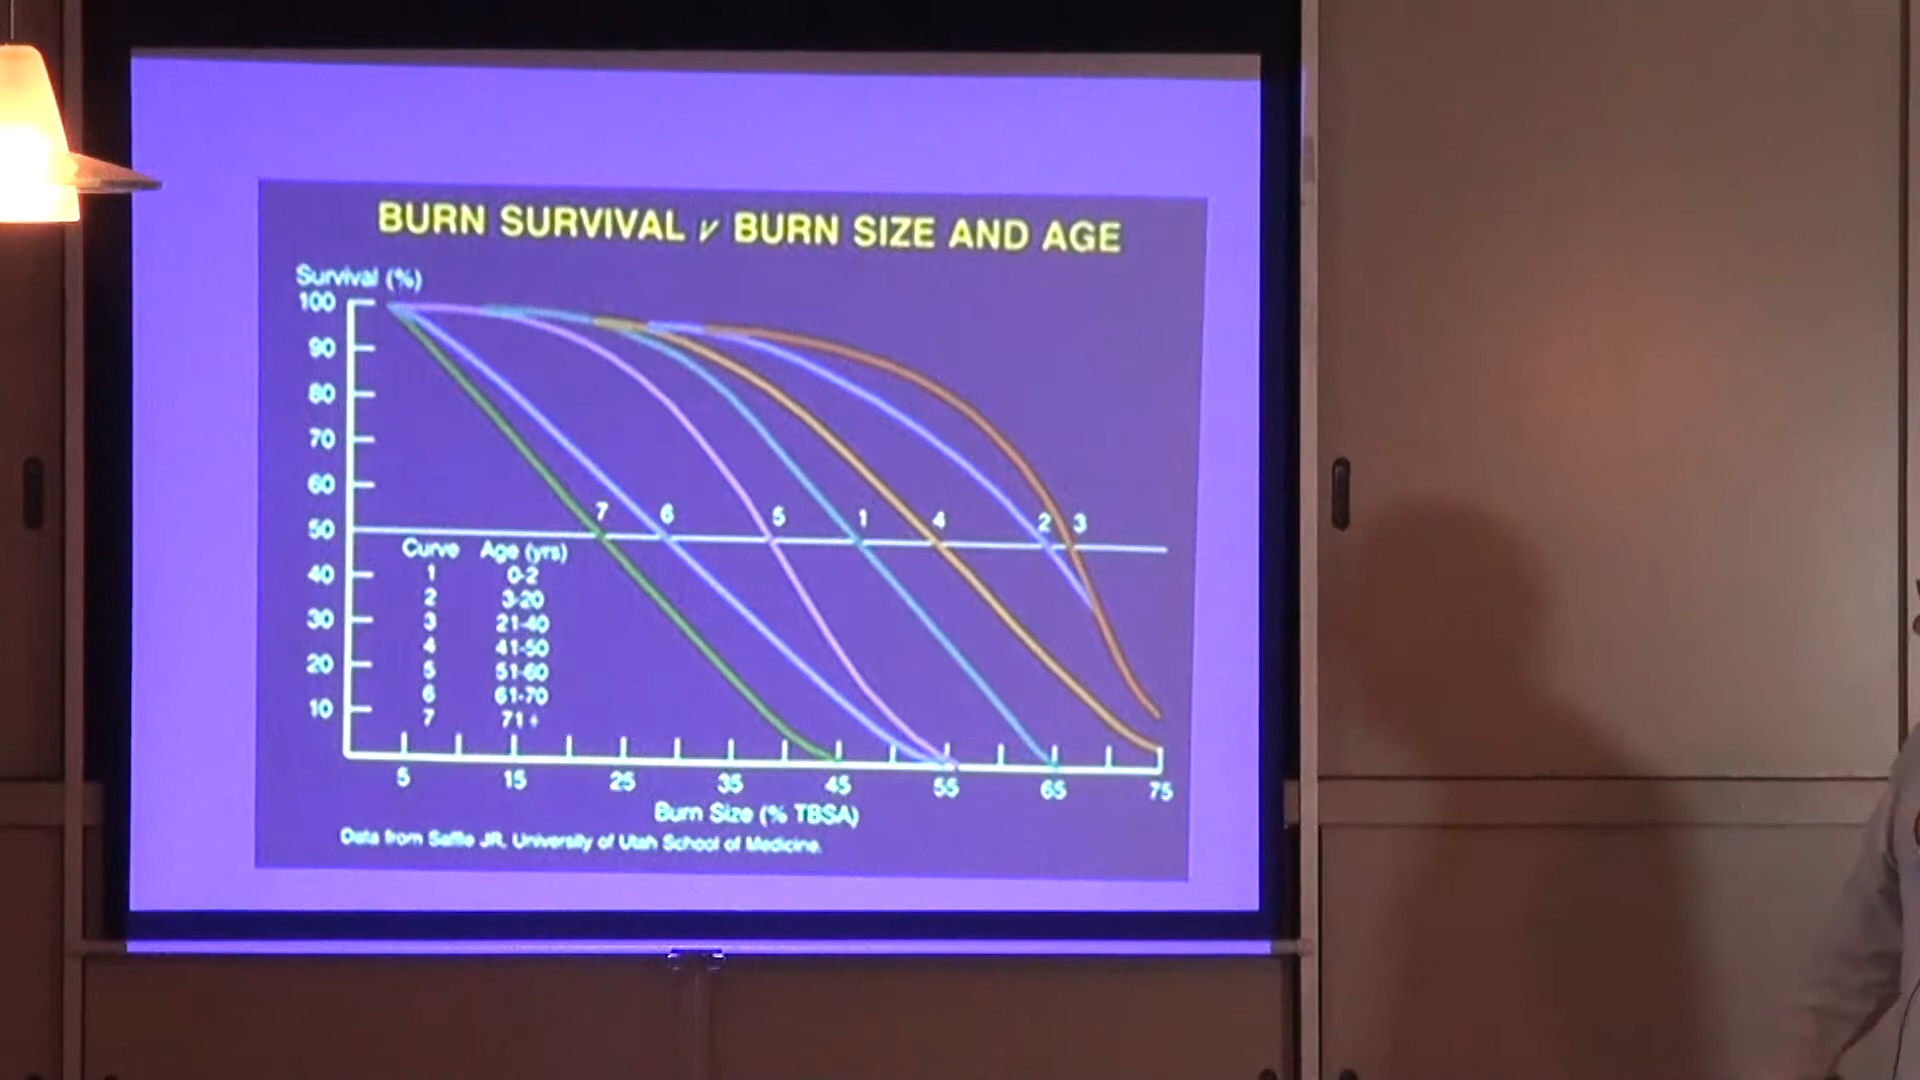 BURN SURVIVAL v BURN SIZE AND AGE
Survival (%)
100
90
80
70
60
50
40
30
20
10
7 6 5 1 4 2 3
Curve Age (yrs)
1 0-2
2 3-20
3 21-40
4 41-50
5 51-60
6 61-70
7 71+
5 15 25 35 45 55 65 75
Burn Size (% TBSA)
Data from Saffle JR, University of Utah School of Medicine.